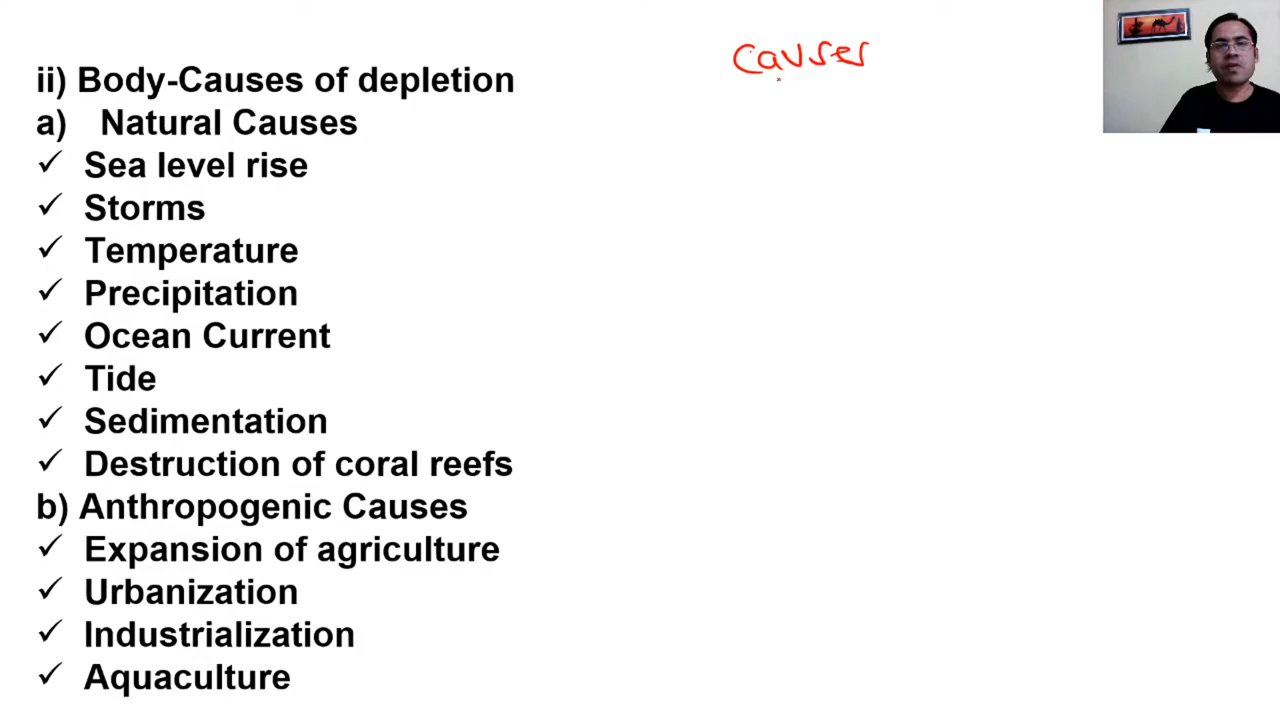 causes
ii) Body-Causes of depletion
a) Natural Causes
✓ Sea level rise
✓ Storms
✓ Temperature
✓ Precipitation
✓ Ocean Current
✓ Tide
✓ Sedimentation
✓ Destruction of coral reefs
b) Anthropogenic Causes
✓ Expansion of agriculture
✓ Urbanization
✓ Industrialization
✓ Aquaculture